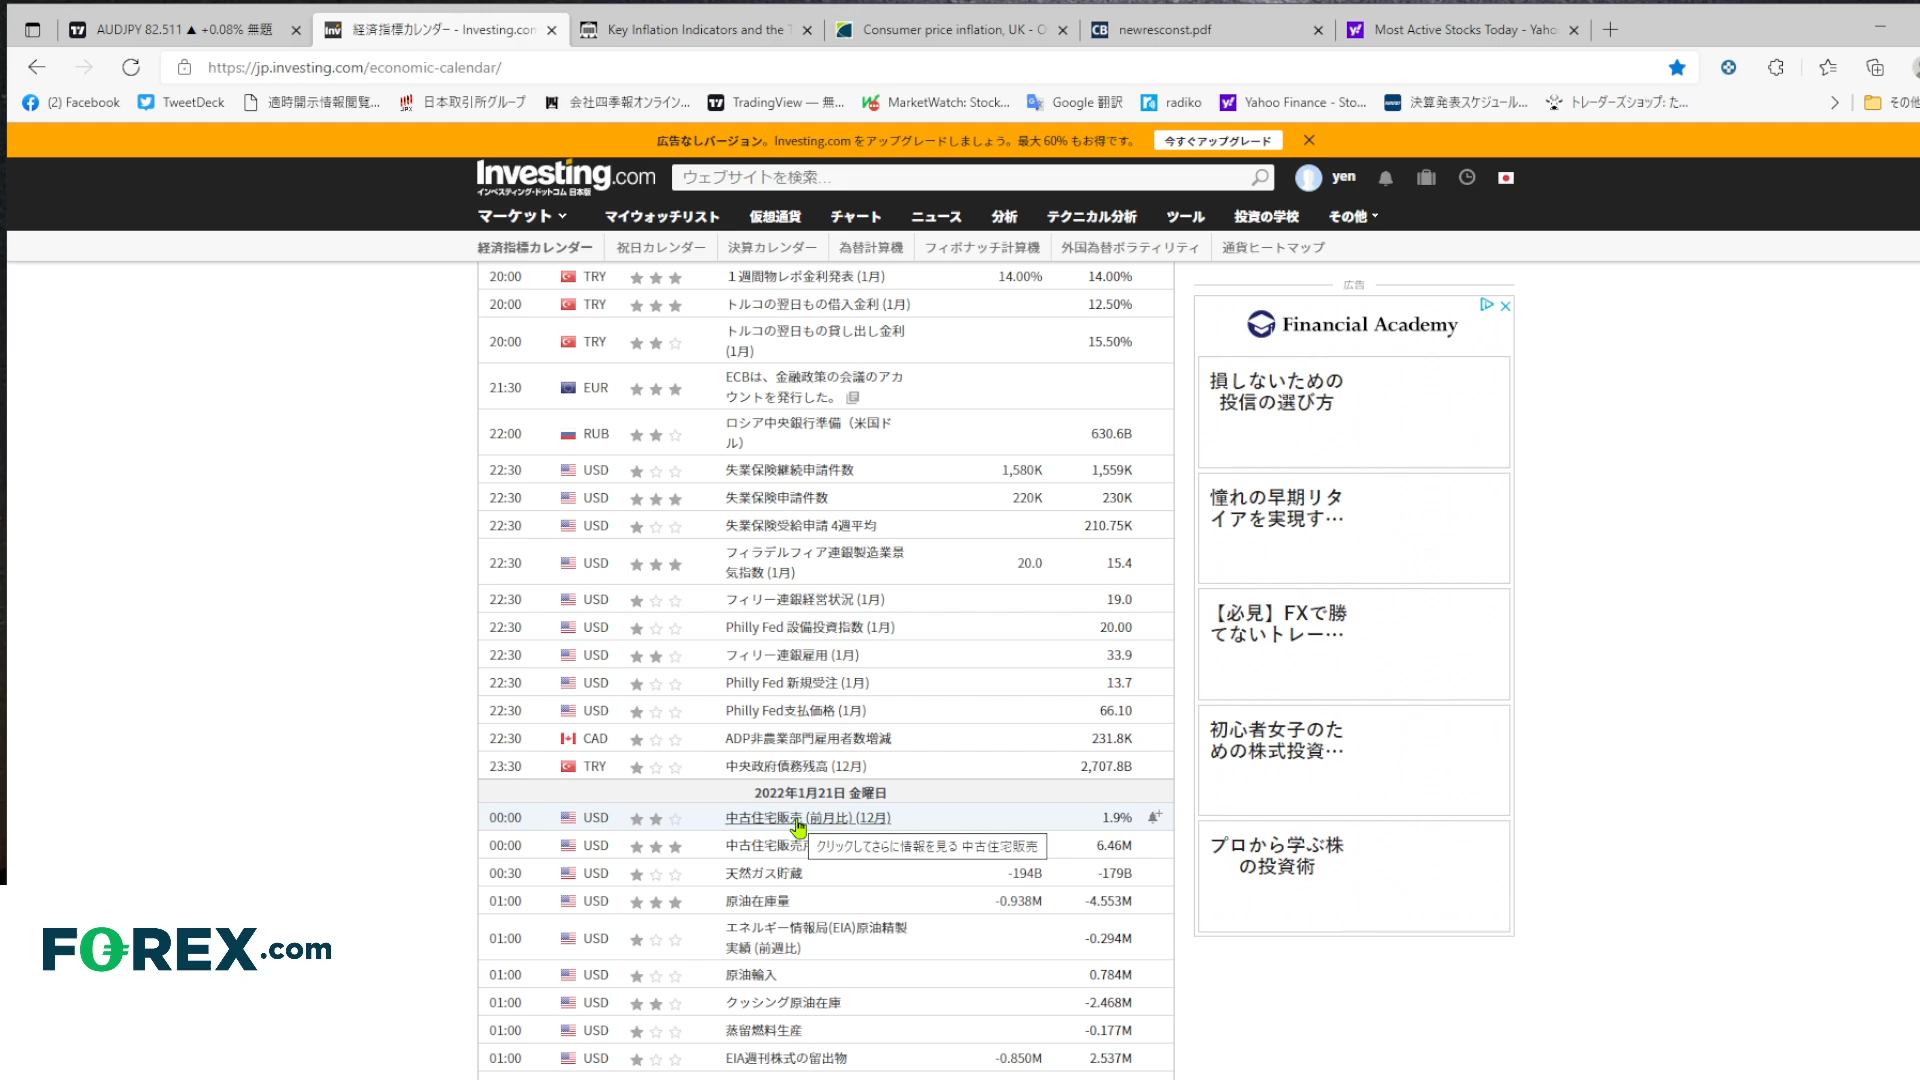 AUDJPY 82.511 ▲ +0.08% 無題
経済指標カレンダー - Investing.com
Key Inflation Indicators and the
Consumer price inflation, UK - O
CB newresconst.pdf
Most Active Stocks Today - Yaho
https://jp.investing.com/economic-calendar/
(2) Facebook
TweetDeck
適時開示情報閲覧...
日本取引所グループ
会社四季報オンライン...
TradingView — 無...
MarketWatch: Stock...
Google 翻訳
radiko
Yahoo Finance - Sto...
決算発表スケジュール...
トレーダーズショップ: た...
その他
広告なしバージョン。Investing.com をアップグレードしましょう。最大 60% もお得です。 今すぐアップグレード
Investing.com
インベスティング・ドットコム 日本版
ウェブサイトを検索...
yen
マーケット マイウォッチリスト 仮想通貨 チャート ニュース 分析 テクニカル分析 ツール 投資の学校 その他
経済指標カレンダー 祝日カレンダー 決算カレンダー 為替計算機 フィボナッチ計算機 外国為替ボラティリティ 通貨ヒートマップ
20:00 TRY 1週間物レポ金利発表 (1月) 14.00% 14.00%
20:00 TRY トルコの翌日もの借入金利 (1月) 12.50%
20:00 TRY トルコの翌日もの貸し出し金利
(1月) 15.50%
21:30 EUR ECBは、金融政策の会議のアカ
ウントを発行した。
22:00 RUB ロシア中央銀行準備（米国ド
ル） 630.6B
22:30 USD 失業保険継続申請件数 1,580K 1,559K
22:30 USD 失業保険申請件数 220K 230K
22:30 USD 失業保険受給申請 4週平均 210.75K
22:30 USD フィラデルフィア連銀製造業景
気指数 (1月) 20.0 15.4
22:30 USD フィリー連銀経営状況 (1月) 19.0
22:30 USD Philly Fed 設備投資指数 (1月) 20.00
22:30 USD フィリー連銀雇用 (1月) 33.9
22:30 USD Philly Fed 新規受注 (1月) 13.7
22:30 USD Philly Fed支払価格 (1月) 66.10
22:30 CAD ADP非農業部門雇用者数増減 231.8K
23:30 TRY 中央政府債務残高 (12月) 2,707.8B
2022年1月21日 金曜日
00:00 USD 中古住宅販売 (前月比) (12月) 1.9%
00:00 USD 中古住宅販売 6.46M
クリックしてさらに情報を見る 中古住宅販売
00:30 USD 天然ガス貯蔵 -194B -179B
01:00 USD 原油在庫量 -0.938M -4.553M
01:00 USD エネルギー情報局(EIA)原油精製
実績 (前週比) -0.294M
01:00 USD 原油輸入 0.784M
01:00 USD クッシング原油在庫 -2.468M
01:00 USD 蒸留燃料生産 -0.177M
01:00 USD EIA週刊株式の留出物 -0.850M 2.537M
広告
Financial Academy
損しないための
投信の選び方
憧れの早期リタ
イアを実現す…
【必見】FXで勝
てないトレー…
初心者女子のた
めの株式投資…
プロから学ぶ株
の投資術
FOREX.com